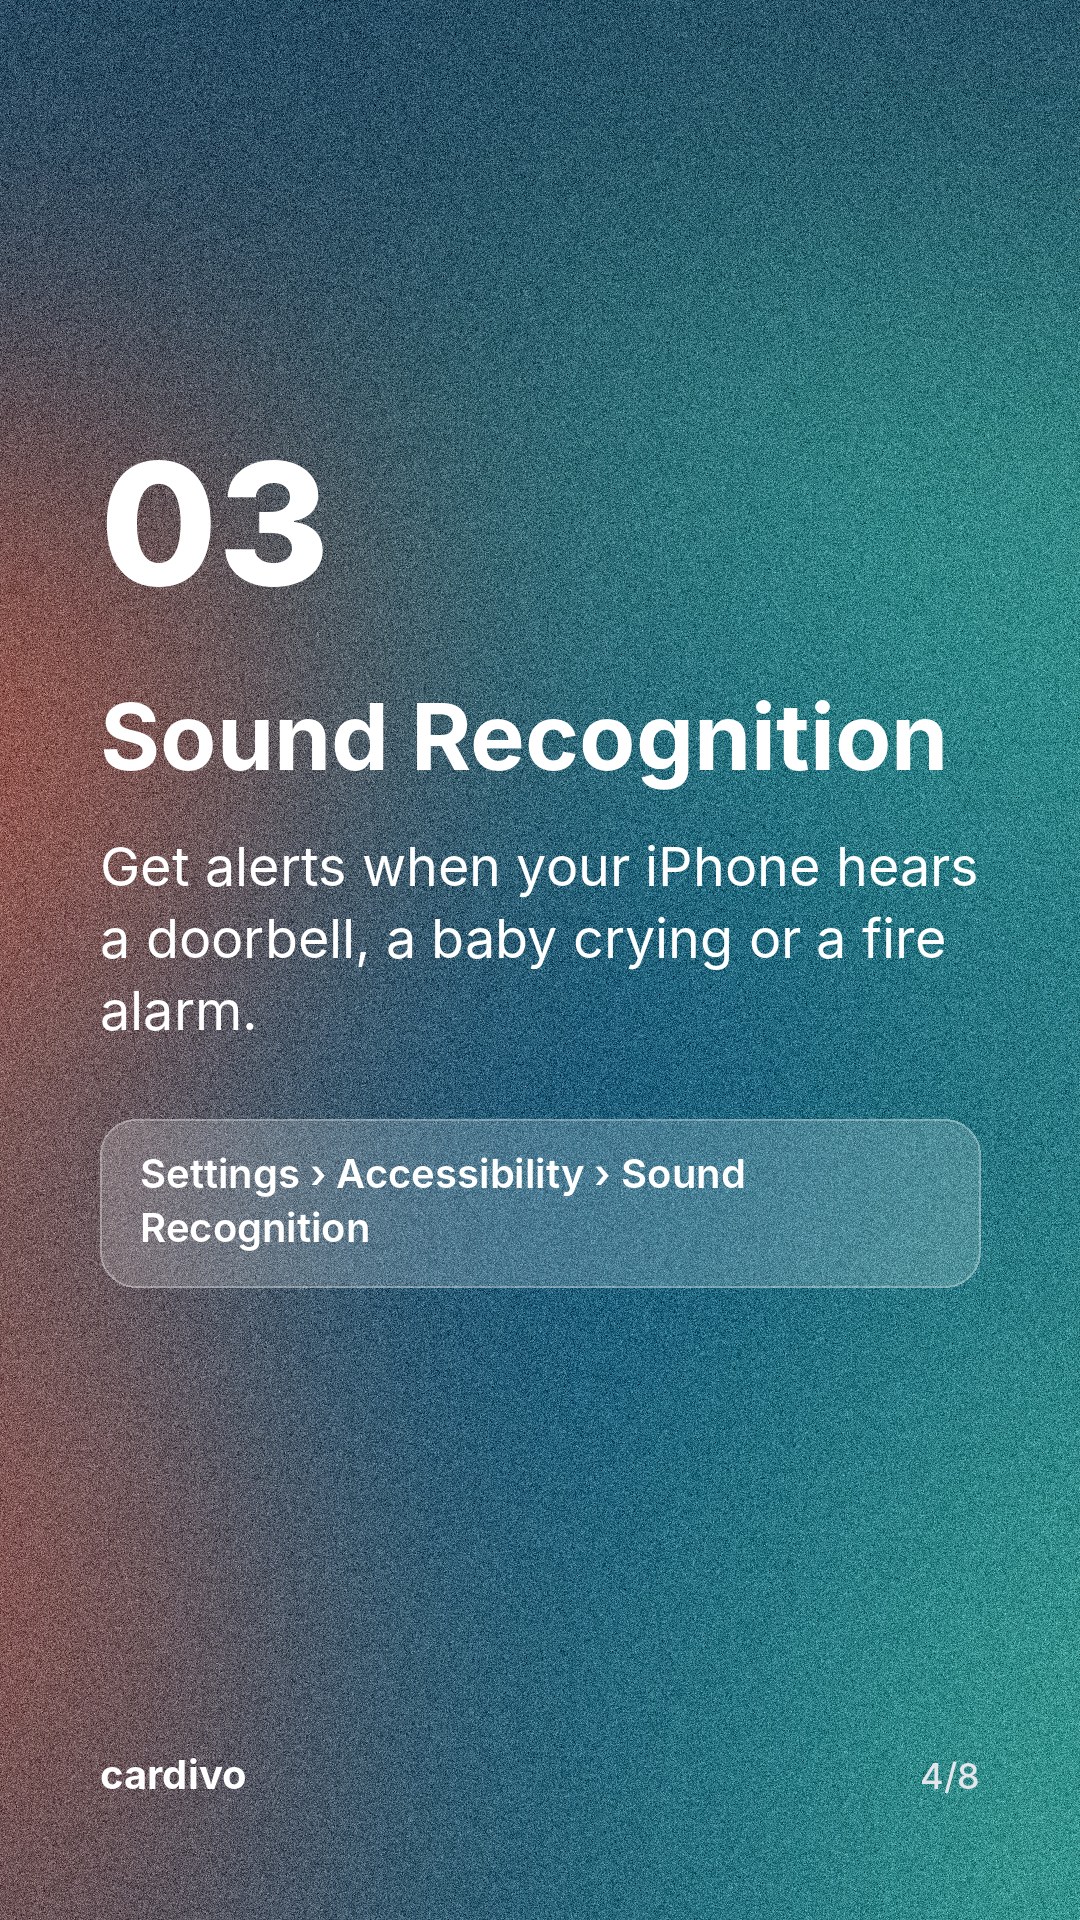 03
Sound Recognition
Get alerts when your iPhone hears
a doorbell, a baby crying or a fire
alarm.
Settings › Accessibility › Sound
Recognition
cardivo
4/8